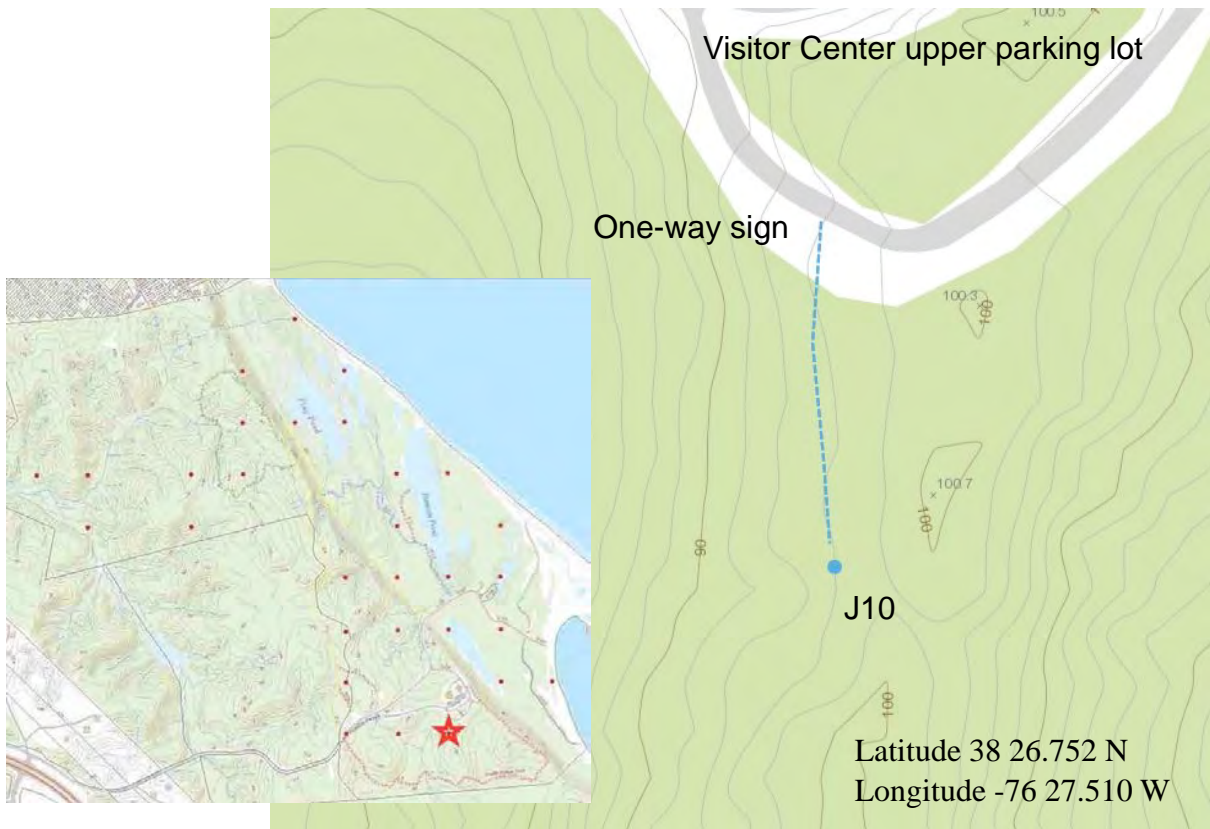 100.5
Visitor Center upper parking lot
One-way sign
100.3
100
100.7
100
90
J10
100
Latitude 38 26.752 N
Longitude -76 27.510 W